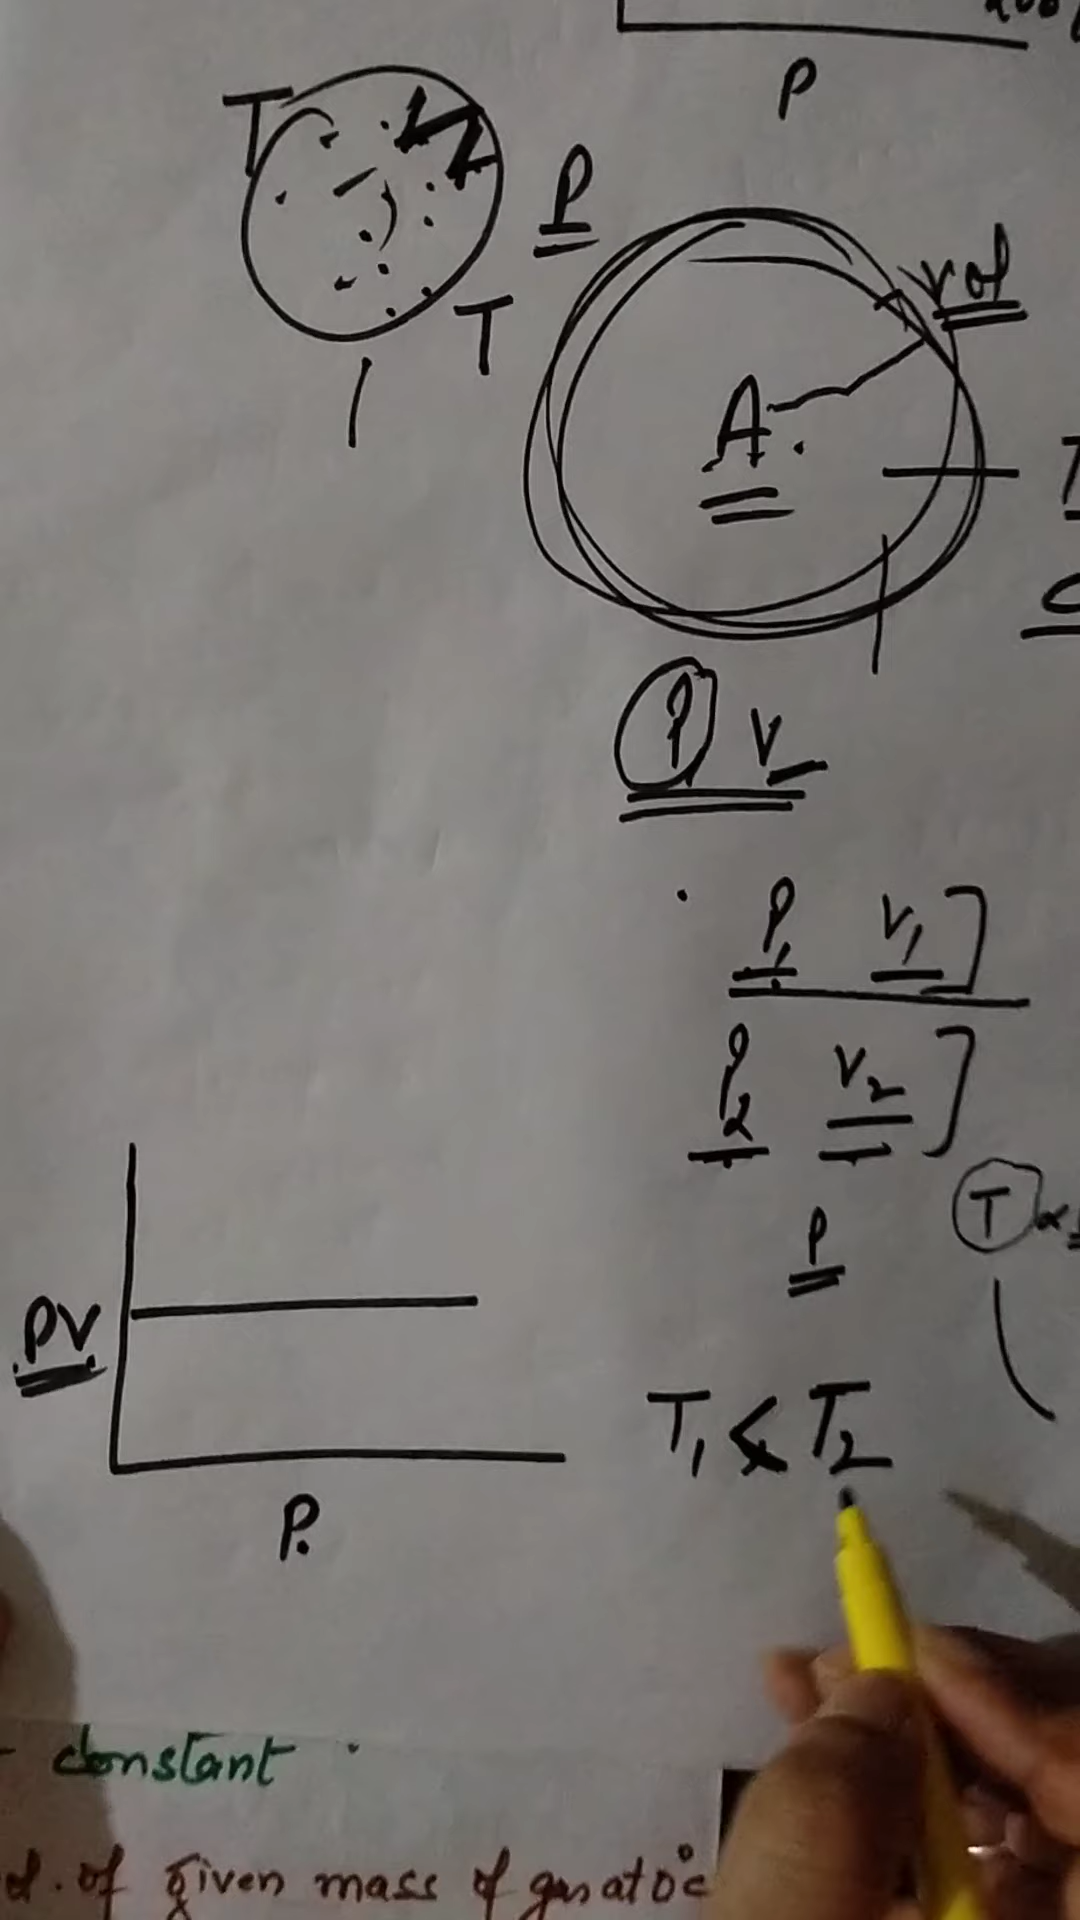 P
T
P
vol
T
A.
P V
P1 V1]
P2 V2]
T ∝
P
PV
T1 < T2
P.
constant .
of given mass of gas at 0°c